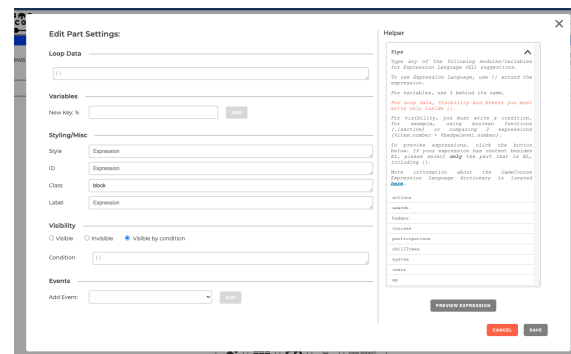 Edit Part Settings:
Loop Data
{}
Variables
New Key: %
ADD
Styling/Misc
Style
Expression
ID
Expression
Class
block
Label
Expression
Visibility
Visible
Invisible
Visible by condition
Condition
{}
Events
Add Event:
ADD
Helper
Tips
Type any of the following modules/variables
for Expression Language (EL) suggestions.
To use Expression Language, use {} around the
expression.
For variables, use % behind its name.
For Loop Data, Visibility and Events you must
write only inside {}.
For visibility, you must write a condition,
for example, using boolean functions
(.isActive) or comparing 2 expressions
(%item.number > %badgeLevel.number).
To preview expressions, click the button
below. If your expression has content besides
EL, please select only the part that is EL,
including {}.
More information about the GameCourse
Expression Language dictionary is located
here.
actions
awards
badges
courses
participations
skillTrees
system
users
xp
PREVIEW EXPRESSION
CANCEL
SAVE